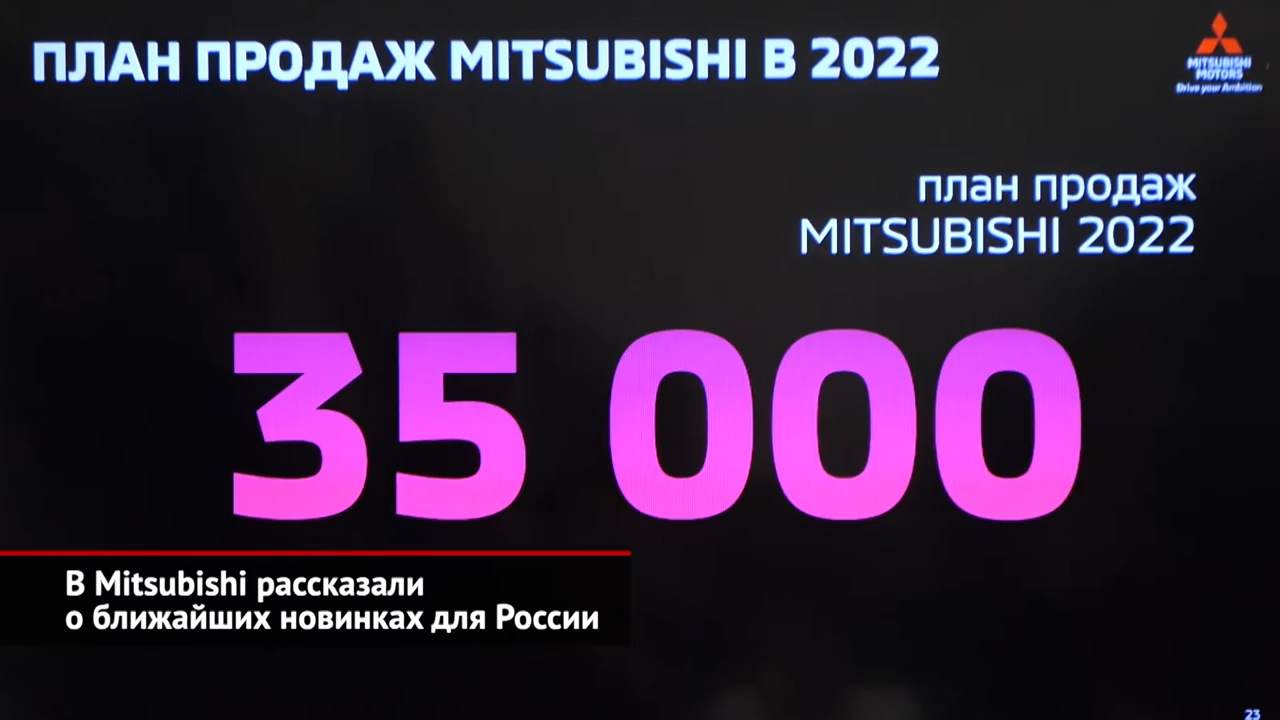 ПЛАН ПРОДАЖ MITSUBISHI В 2022
MITSUBISHI
MOTORS
Drive your Ambition
план продаж
MITSUBISHI 2022
35 000
В Mitsubishi рассказали
о ближайших новинках для России
23